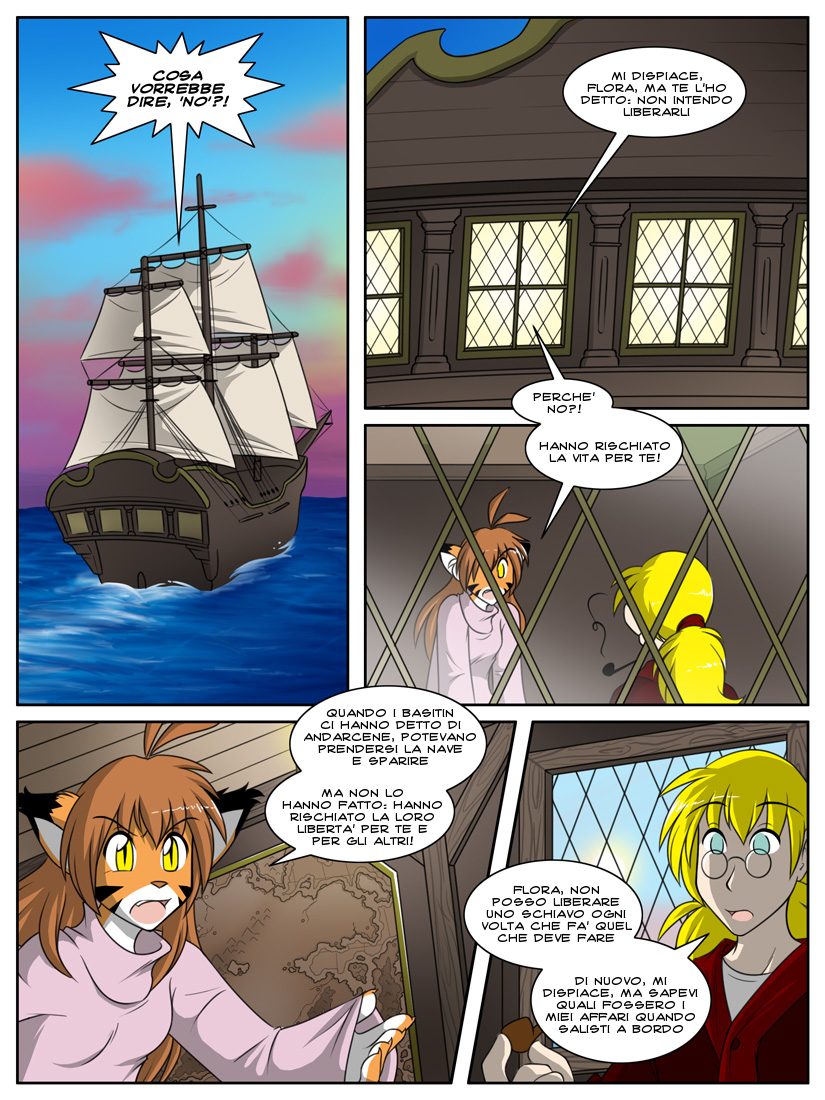 COSA
VORREBBE
DIRE, 'NO'?!
MI DISPIACE,
FLORA, MA TE L'HO
DETTO: NON INTENDO
LIBERARLI
PERCHE'
NO?!
HANNO RISCHIATO
LA VITA PER TE!
QUANDO I BASITIN
CI HANNO DETTO DI
ANDARCENE, POTEVANO
PRENDERSI LA NAVE
E SPARIRE
MA NON LO
HANNO FATTO: HANNO
RISCHIATO LA LORO
LIBERTA' PER TE E
PER GLI ALTRI!
FLORA, NON
POSSO LIBERARE
UNO SCHIAVO OGNI
VOLTA CHE FA' QUEL
CHE DEVE FARE
DI NUOVO, MI
DISPIACE, MA SAPEVI
QUALI FOSSERO I
MIEI AFFARI QUANDO
SALISTI A BORDO